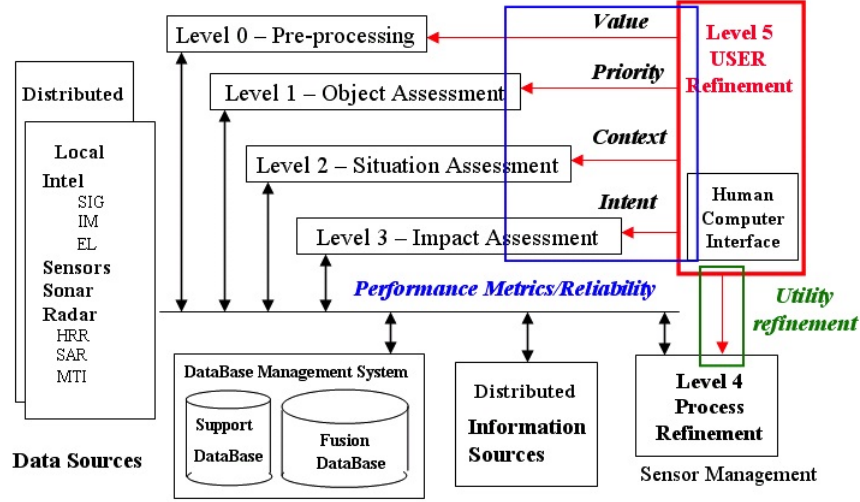 Level 0 – Pre-processing
Value
Level 5
USER
Refinement
Distributed
Level 1 – Object Assessment
Priority
Local
Intel
SIG
IM
EL
Sensors
Sonar
Radar
HRR
SAR
MTI
Data Sources
Level 2 – Situation Assessment
Context
Level 3 – Impact Assessment
Intent
Human
Computer
Interface
Performance Metrics/Reliability
Utility
refinement
DataBase Management System
Support
DataBase
Fusion
DataBase
Distributed
Information
Sources
Level 4
Process
Refinement
Sensor Management